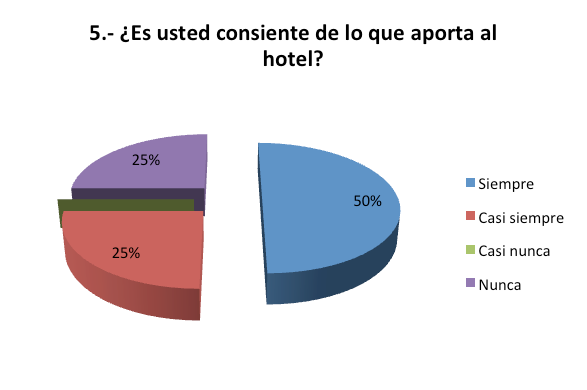 5.- ¿Es usted consiente de lo que aporta al
hotel?
25%
50%
25%
Siempre
Casi siempre
Casi nunca
Nunca